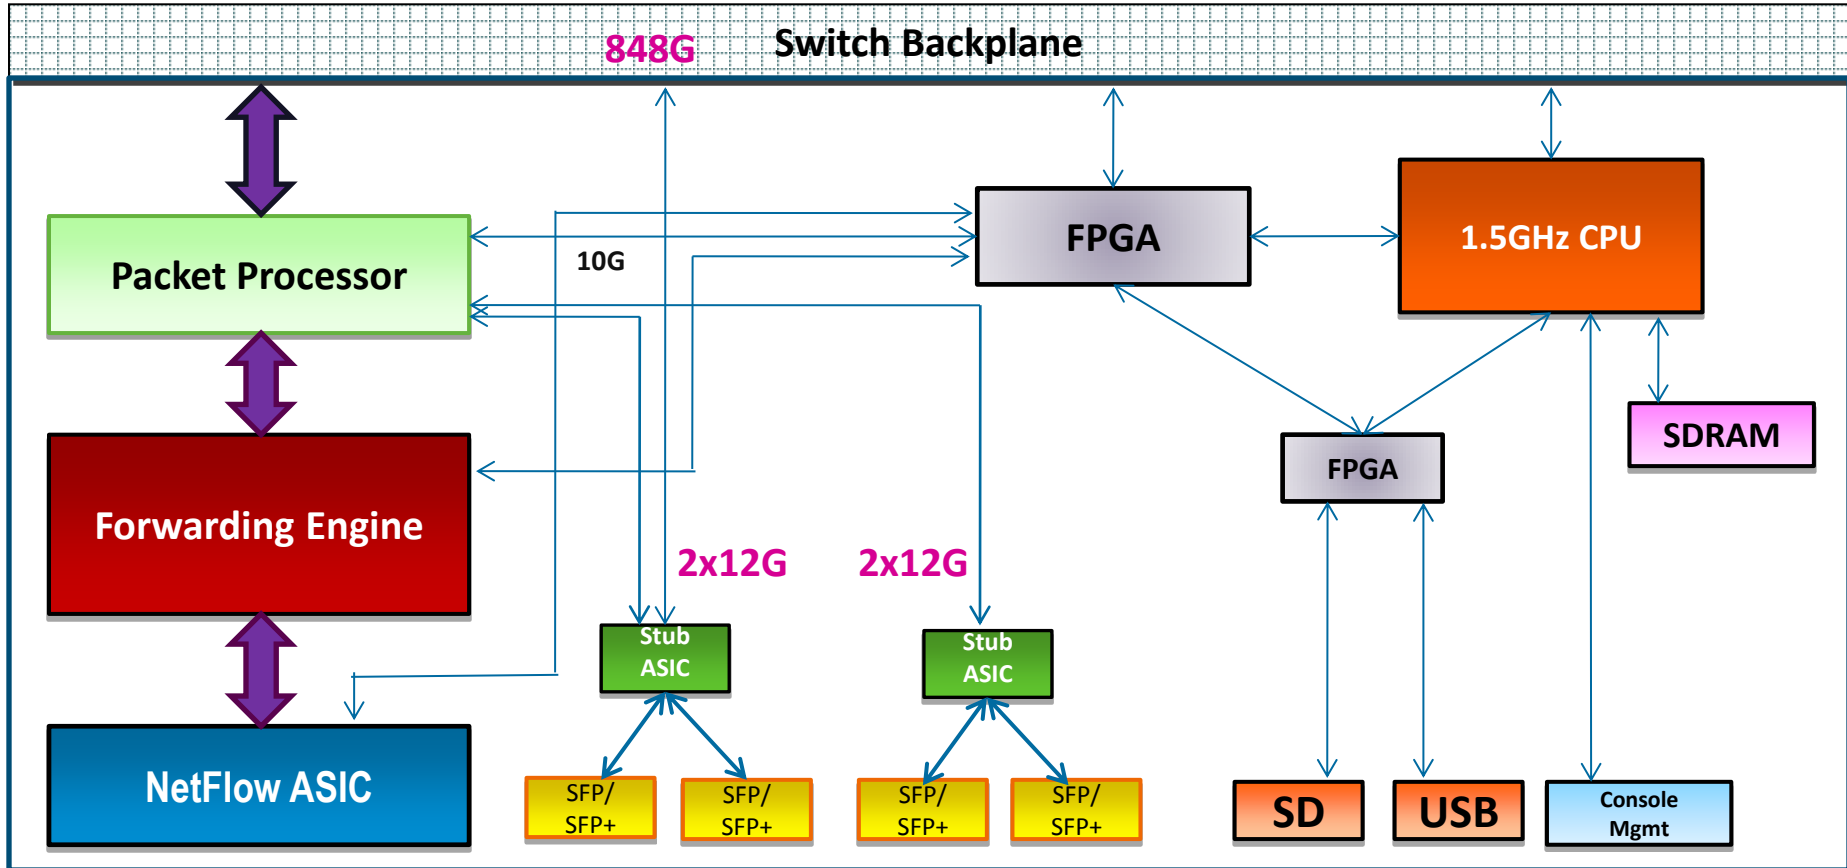 848G
Switch Backplane
FPGA
1.5GHz CPU
10G
Packet Processor
SDRAM
FPGA
Forwarding Engine
2x12G
2x12G
Stub
ASIC
Stub
ASIC
NetFlow ASIC
SFP/
SFP+
SFP/
SFP+
SFP/
SFP+
SFP/
SFP+
SD
USB
Console
Mgmt